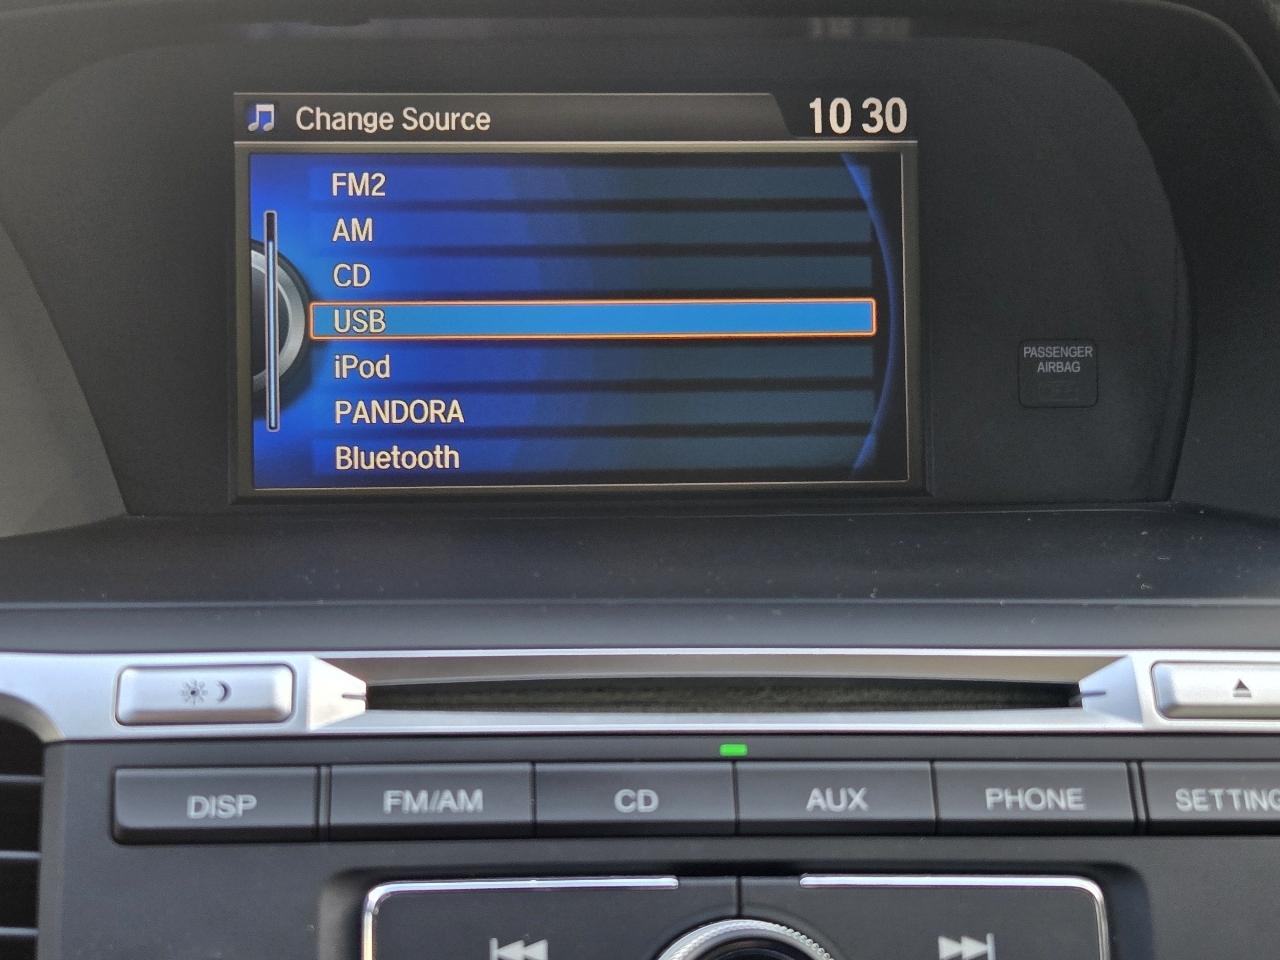 Change Source
10 30
FM2
AM
CD
USB
iPod
PANDORA
Bluetooth
PASSENGER
AIRBAG
DISP
FM/AM
CD
AUX
PHONE
SETTING